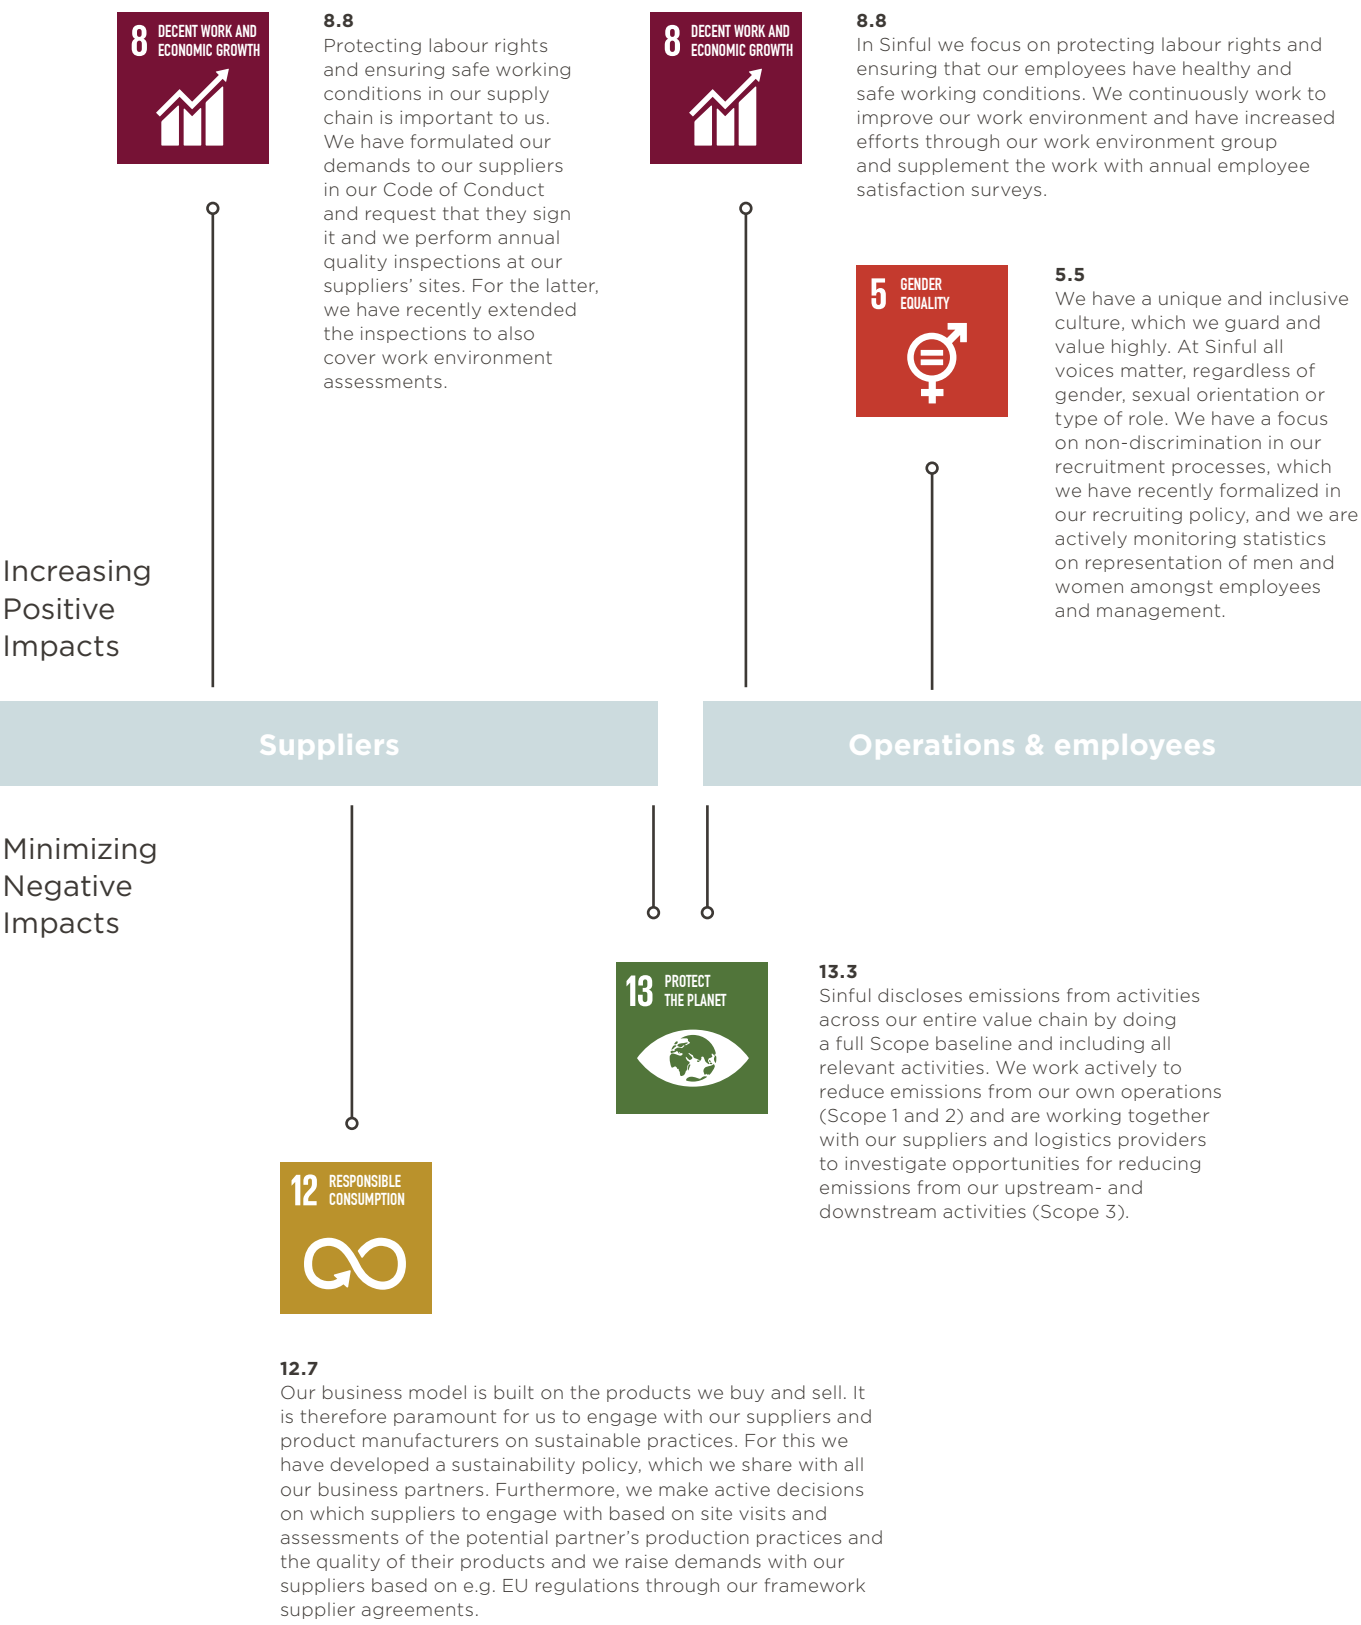 8 DECENT WORK AND
ECONOMIC GROWTH
8.8
Protecting labour rights
and ensuring safe working
conditions in our supply
chain is important to us.
We have formulated our
demands to our suppliers
in our Code of Conduct
and request that they sign
it and we perform annual
quality inspections at our
suppliers’ sites. For the latter,
we have recently extended
the inspections to also
cover work environment
assessments.
8 DECENT WORK AND
ECONOMIC GROWTH
8.8
In Sinful we focus on protecting labour rights and
ensuring that our employees have healthy and
safe working conditions. We continuously work to
improve our work environment and have increased
efforts through our work environment group
and supplement the work with annual employee
satisfaction surveys.
5 GENDER
EQUALITY
5.5
We have a unique and inclusive
culture, which we guard and
value highly. At Sinful all
voices matter, regardless of
gender, sexual orientation or
type of role. We have a focus
on non-discrimination in our
recruitment processes, which
we have recently formalized in
our recruiting policy, and we are
actively monitoring statistics
on representation of men and
women amongst employees
and management.
Increasing
Positive
Impacts
Suppliers
Operations & employees
Minimizing
Negative
Impacts
13 PROTECT
THE PLANET
13.3
Sinful discloses emissions from activities
across our entire value chain by doing
a full Scope baseline and including all
relevant activities. We work actively to
reduce emissions from our own operations
(Scope 1 and 2) and are working together
with our suppliers and logistics providers
to investigate opportunities for reducing
emissions from our upstream- and
downstream activities (Scope 3).
12 RESPONSIBLE
CONSUMPTION
12.7
Our business model is built on the products we buy and sell. It
is therefore paramount for us to engage with our suppliers and
product manufacturers on sustainable practices. For this we
have developed a sustainability policy, which we share with all
our business partners. Furthermore, we make active decisions
on which suppliers to engage with based on site visits and
assessments of the potential partner’s production practices and
the quality of their products and we raise demands with our
suppliers based on e.g. EU regulations through our framework
supplier agreements.